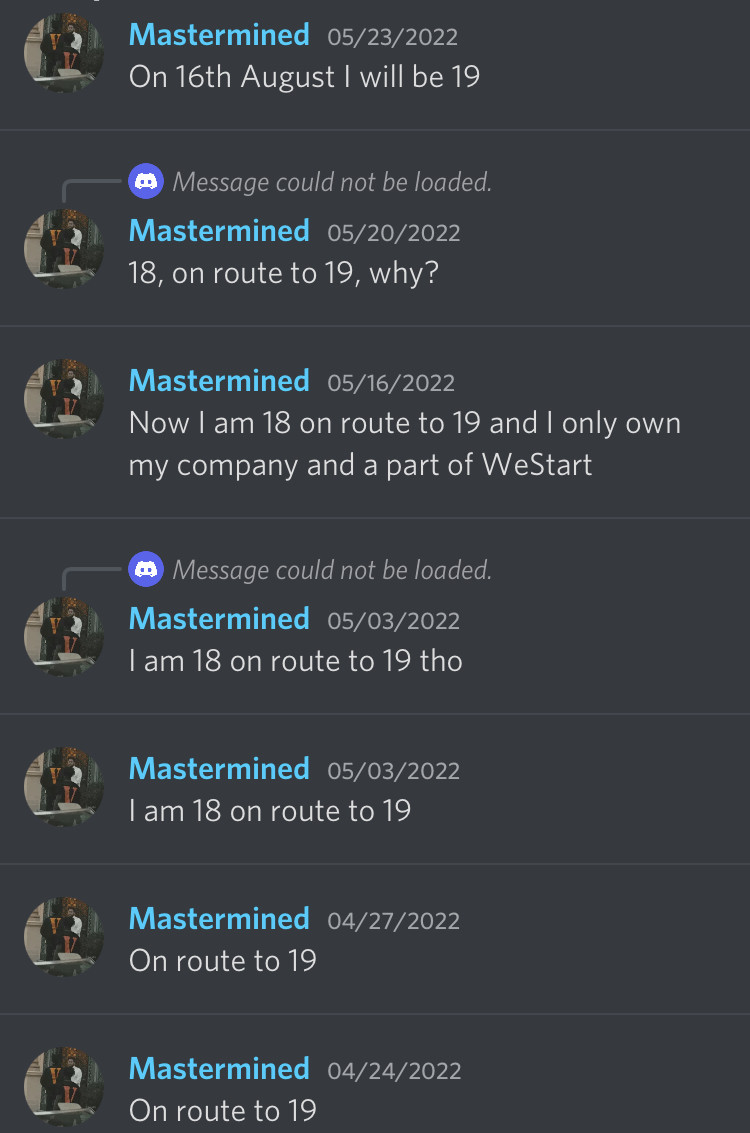 Mastermined 05/23/2022
On 16th August I will be 19
Message could not be loaded.
Mastermined 05/20/2022
18, on route to 19, why?
Mastermined 05/16/2022
Now I am 18 on route to 19 and I only own
my company and a part of WeStart
Message could not be loaded.
Mastermined 05/03/2022
I am 18 on route to 19 tho
Mastermined 05/03/2022
I am 18 on route to 19
Mastermined 04/27/2022
On route to 19
Mastermined 04/24/2022
On route to 19